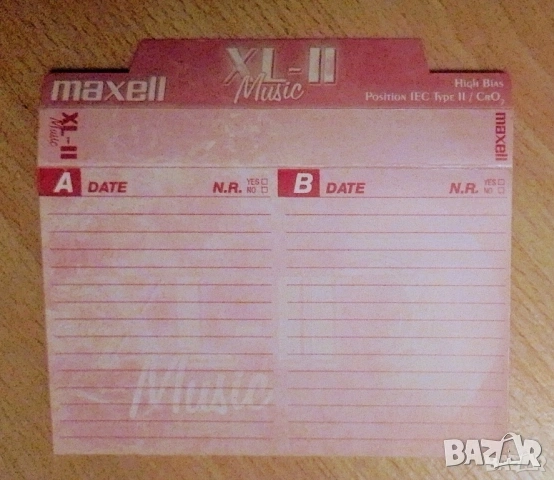 XL-II
Music
maxell
High Bias
Position IEC Type II / CrO₂
XL-II
Music
maxell
A DATE N.R. YES □ NO □
B DATE N.R. YES □ NO □
Music
BAZAR